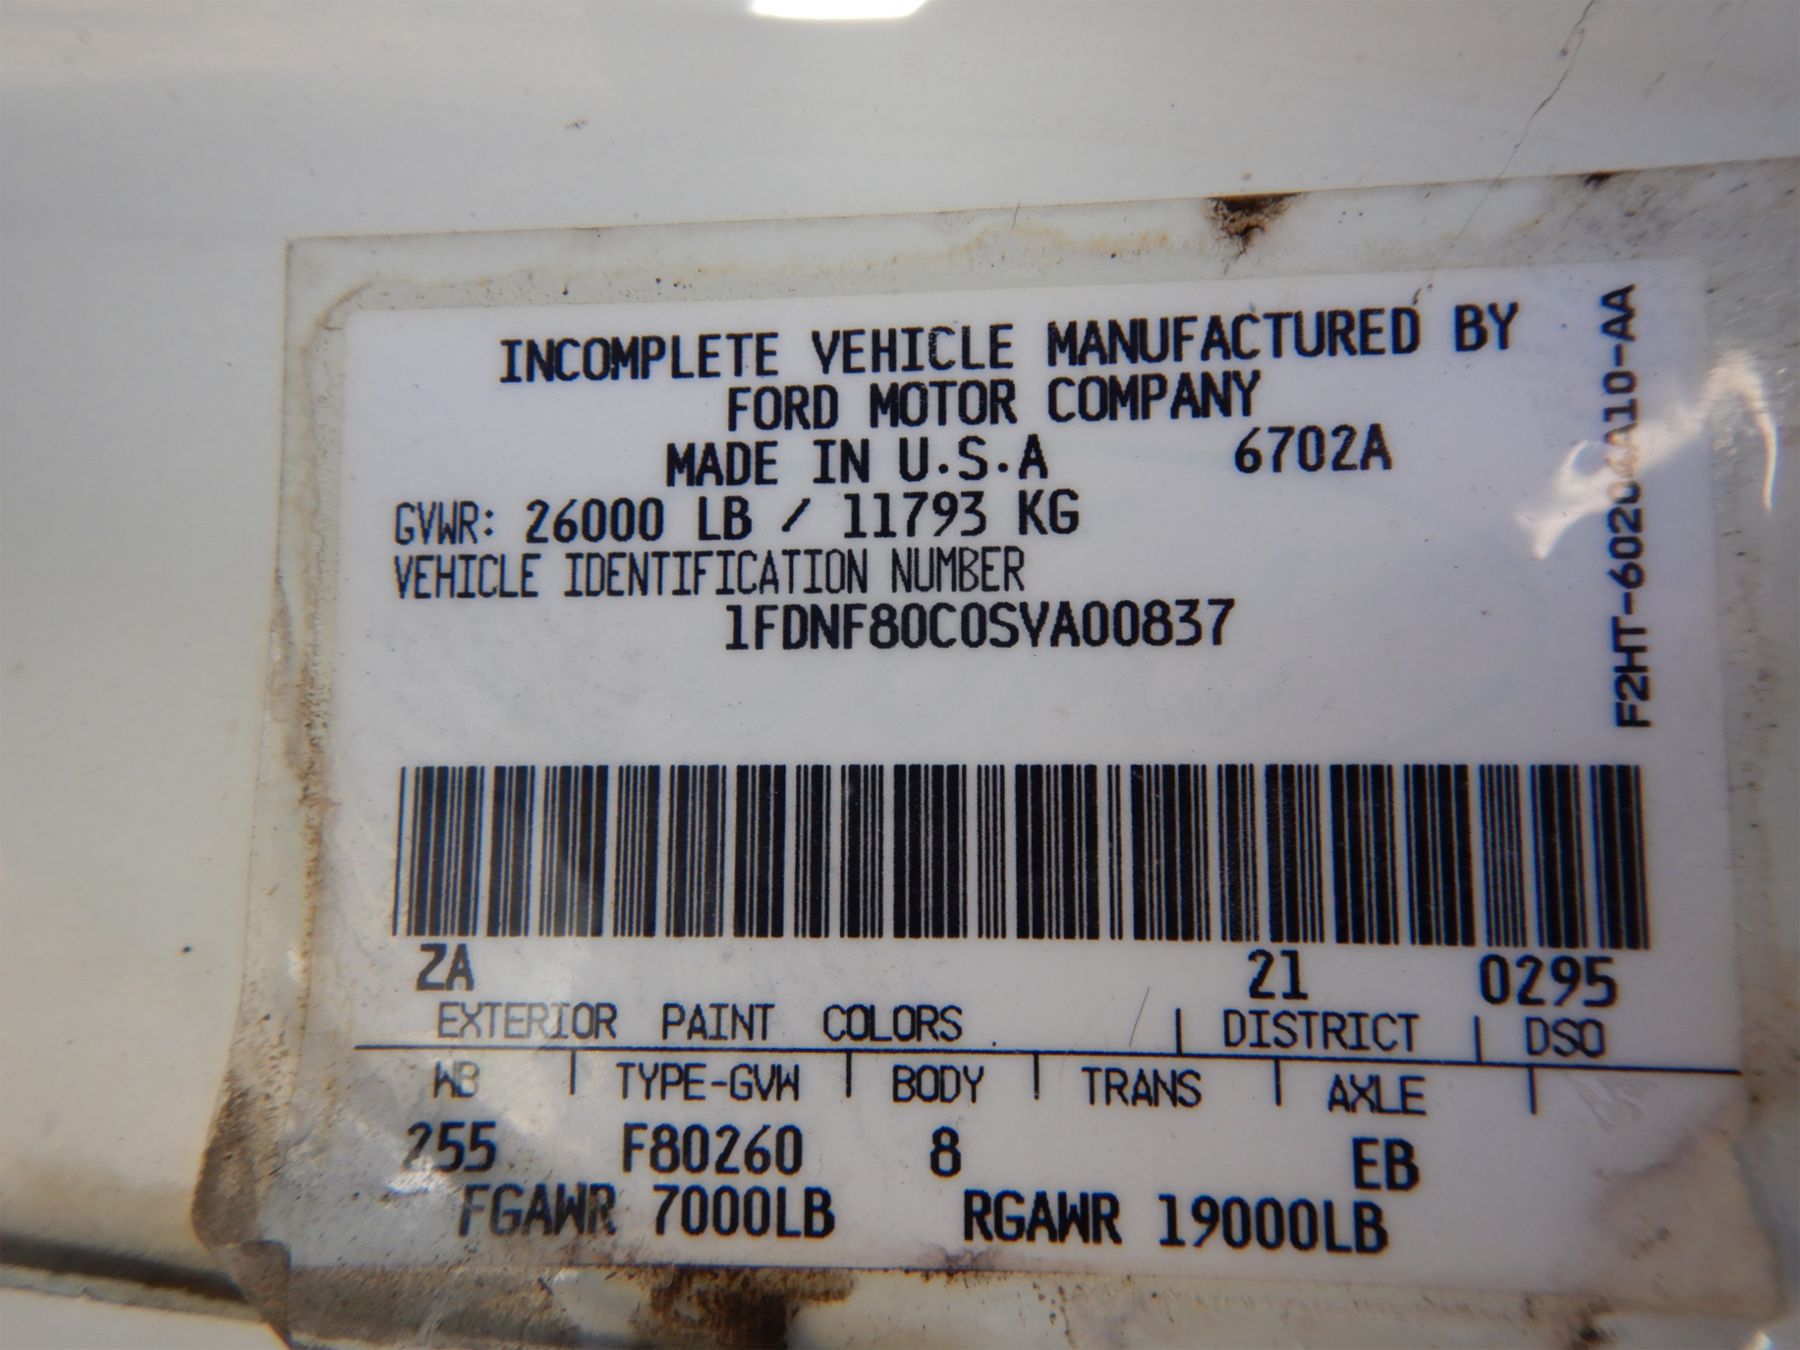 INCOMPLETE VEHICLE MANUFACTURED BY
FORD MOTOR COMPANY
MADE IN U.S.A 6702A
GVWR: 26000 LB / 11793 KG
VEHICLE IDENTIFICATION NUMBER
1FDNF80C0SVA00837
ZA 21 0295
EXTERIOR PAINT COLORS DISTRICT DSO
WB TYPE-GVW BODY TRANS AXLE
255 F80260 8 EB
FGAWR 7000LB RGAWR 19000LB